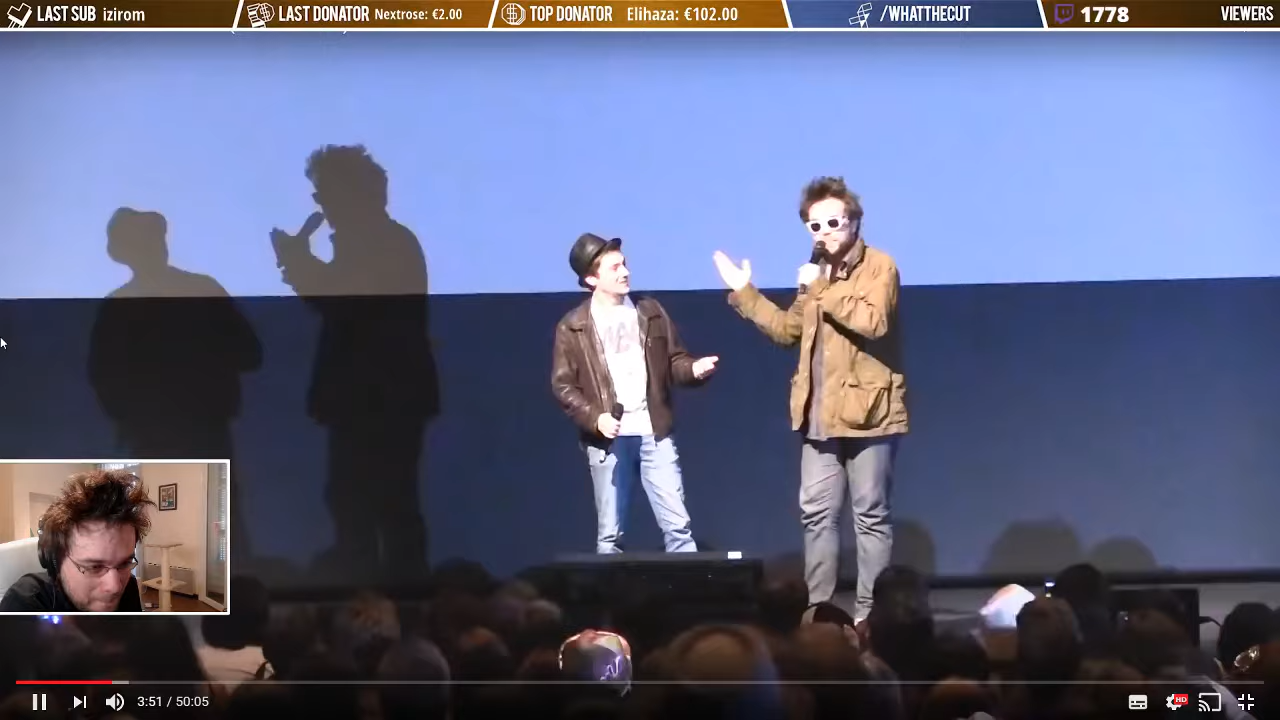 LAST SUB izirom
LAST DONATOR Nextrose: €2.00
TOP DONATOR Elihaza: €102.00
/WHATTHECUT
1778 VIEWERS
3:51 / 50:05
HD